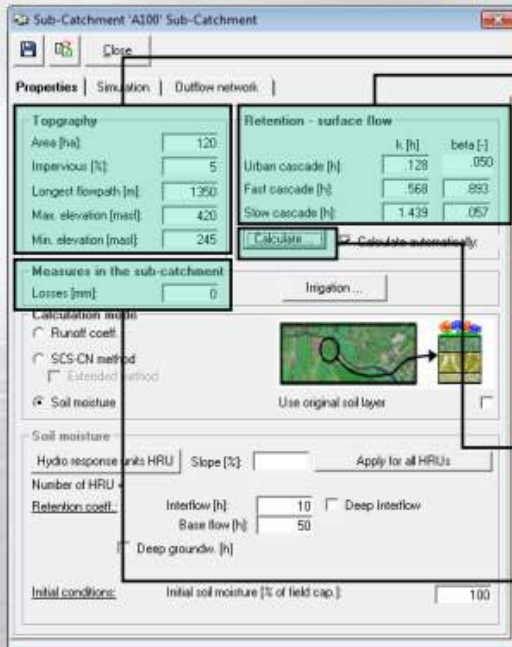 Sub-Catchment 'A100' Sub-Catchment
Close
Properties | Simulation | Outflow network |
Topography
Area [ha]: 120
Impervious [%]: 5
Longest flowpath [m]: 1350
Max. elevation [masl]: 420
Min. elevation [masl]: 245
Retention - surface flow
k [h] beta [-]
Urban cascade [h]: .128 .050
Fast cascade [h]: .568 .893
Slow cascade [h]: 1.439 .057
Calculate ... Calculate automatically
Measures in the sub-catchment
Losses [mm]: 0
Irrigation ...
Calculation mode
Runoff coeff.
SCS-CN method
Extended method
Soil moisture
Use original soil layer
Soil moisture
Hydro response units HRU Slope [%]: Apply for all HRUs
Number of HRU
Retention coeff.: Interflow [h]: 10 Deep Interflow
Base flow [h]: 50
Deep groundw. [h]
Initial conditions: Initial soil moisture [% of field cap.]: 100